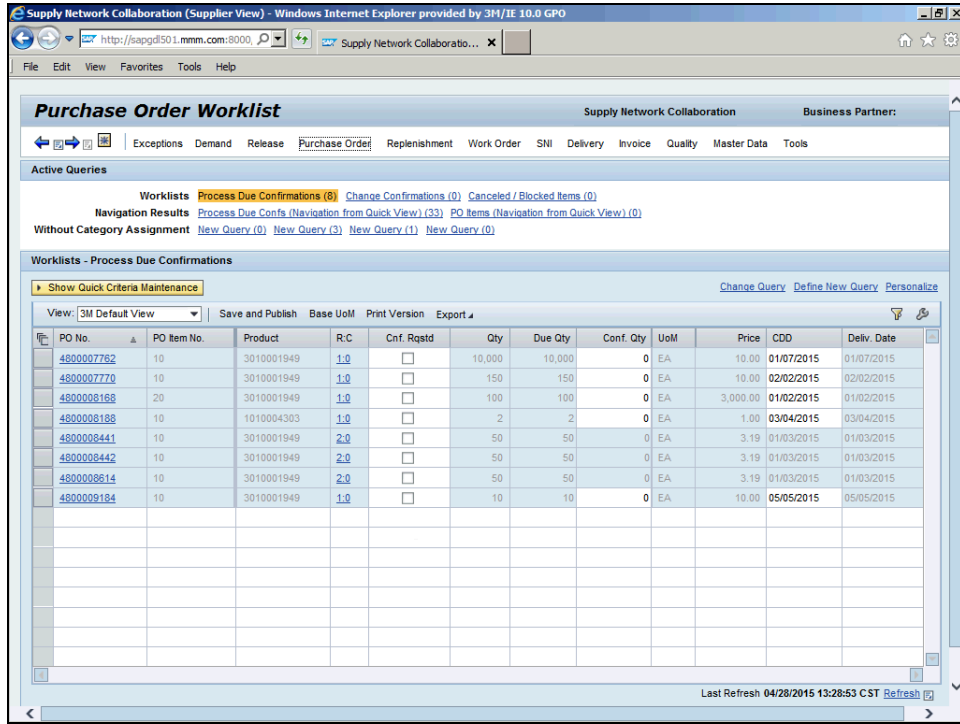 Supply Network Collaboration (Supplier View) - Windows Internet Explorer provided by 3M/IE 10.0 GPO
http://sapgdl501.mmm.com:8000, Supply Network Collaboratio... X
File Edit View Favorites Tools Help
Purchase Order Worklist Supply Network Collaboration Business Partner:
Exceptions Demand Release Purchase Order Replenishment Work Order SNI Delivery Invoice Quality Master Data Tools
Active Queries
Worklists Process Due Confirmations (8) Change Confirmations (0) Canceled / Blocked Items (0)
Navigation Results Process Due Confs (Navigation from Quick View) (33) PO Items (Navigation from Quick View) (0)
Without Category Assignment New Query (0) New Query (3) New Query (1) New Query (0)
Worklists - Process Due Confirmations
Show Quick Criteria Maintenance Change Query Define New Query Personalize
View: 3M Default View Save and Publish Base UoM Print Version Export
PO No. PO Item No. Product R:C Cnf. Rqstd Qty Due Qty Conf. Qty UoM Price CDD Deliv. Date
4800007762 10 3010001949 1:0 10,000 10,000 0 EA 10.00 01/07/2015 01/07/2015
4800007770 10 3010001949 1:0 150 150 0 EA 10.00 02/02/2015 02/02/2015
4800008168 20 3010001949 1:0 100 100 0 EA 3,000.00 01/02/2015 01/02/2015
4800008188 10 1010004303 1:0 2 2 0 EA 1.00 03/04/2015 03/04/2015
4800008441 10 3010001949 2:0 50 50 0 EA 3.19 01/03/2015 01/03/2015
4800008442 10 3010001949 2:0 50 50 0 EA 3.19 01/03/2015 01/03/2015
4800008614 10 3010001949 2:0 50 50 0 EA 3.19 01/03/2015 01/03/2015
4800009184 10 3010001949 1:0 10 10 0 EA 10.00 05/05/2015 05/05/2015
Last Refresh 04/28/2015 13:28:53 CST Refresh